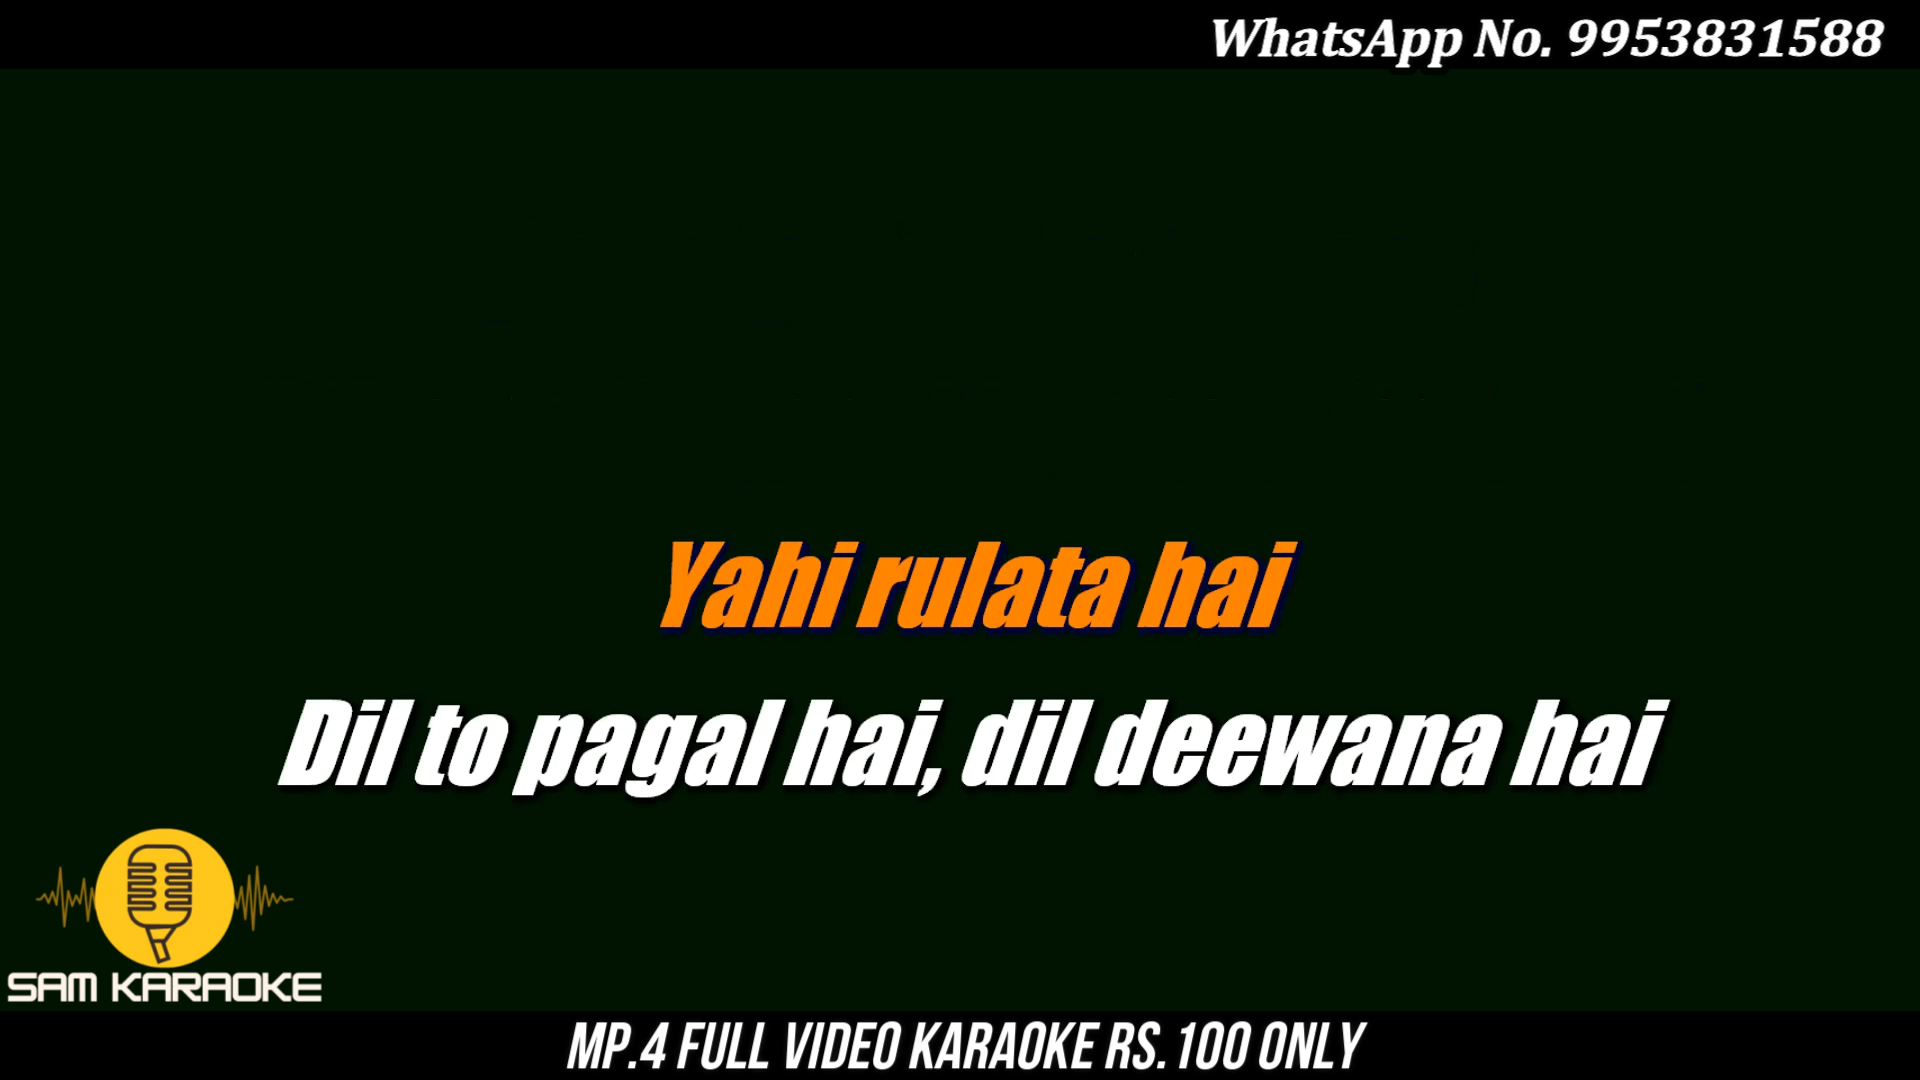 WhatsApp No. 9953831588
Yahi rulata hai
Dil to pagal hai, dil deewana hai
SAM KARAOKE
MP.4 FULL VIDEO KARAOKE RS.100 ONLY